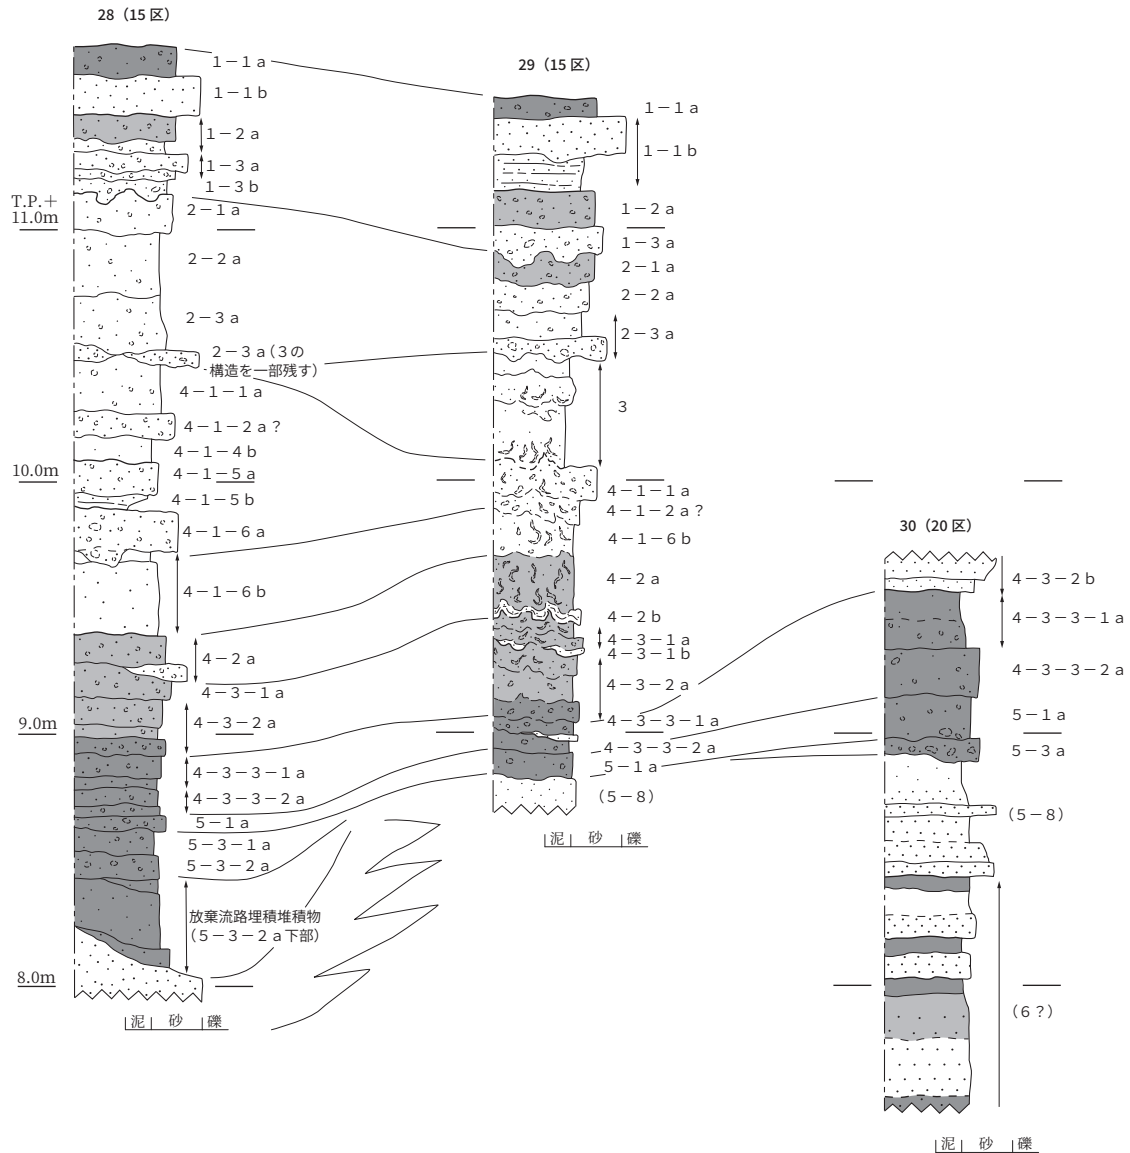 28（15 区）
1－1a
1－1b
1－2a
1－3a
1－3b
T.P.＋
11.0m
2－1a
2－2a
2－3a
2－3a（3の
構造を一部残す）
4－1－1a
4－1－2a？
4－1－4b
10.0m
4－1－5a
4－1－5b
4－1－6a
4－1－6b
4－2a
4－3－1a
9.0m
4－3－2a
4－3－3－1a
4－3－3－2a
5－1a
5－3－1a
5－3－2a
放棄流路埋積堆積物
（5－3－2a下部）
8.0m
泥 砂 礫
29（15 区）
1－1a
1－1b
1－2a
1－3a
2－1a
2－2a
2－3a
3
4－1－1a
4－1－2a？
4－1－6b
4－2a
4－2b
4－3－1a
4－3－1b
4－3－2a
4－3－3－1a
4－3－3－2a
5－1a
（5－8）
泥 砂 礫
30（20 区）
4－3－2b
4－3－3－1a
4－3－3－2a
5－1a
5－3a
（5－8）
（6？）
泥 砂 礫